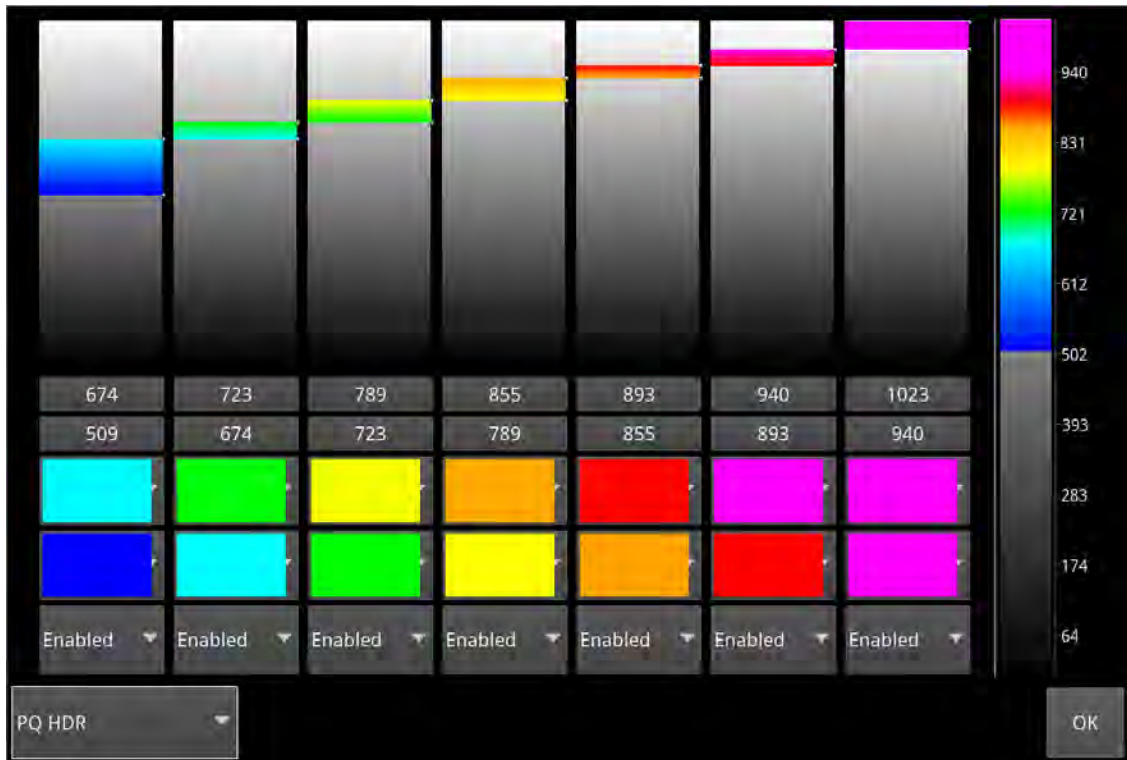 940
831
721
612
502
674 723 789 855 893 940 1023
393
509 674 723 789 855 893 940
283
174
Enabled Enabled Enabled Enabled Enabled Enabled Enabled
64
PQ HDR OK